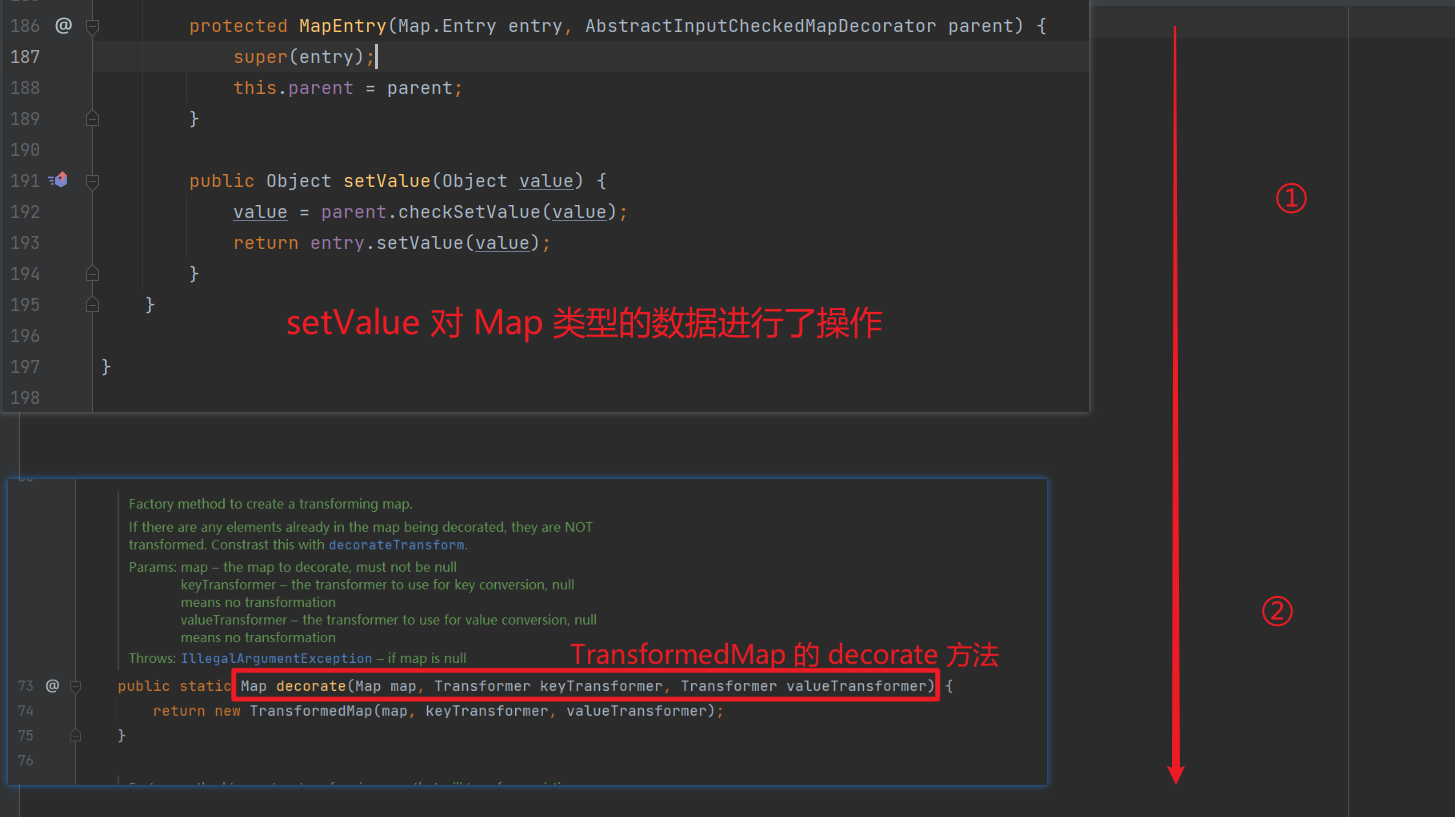 186 @ protected MapEntry(Map.Entry entry, AbstractInputCheckedMapDecorator parent) {
187 super(entry);
188 this.parent = parent;
189 }
190
191 public Object setValue(Object value) {
192 value = parent.checkSetValue(value);
193 return entry.setValue(value);
194 }
195 }
196
197 }
198
①
setValue 对 Map 类型的数据进行了操作
Factory method to create a transforming map.
If there are any elements already in the map being decorated, they are NOT
transformed. Constrast this with decorateTransform.
Params: map – the map to decorate, must not be null
keyTransformer – the transformer to use for key conversion, null
means no transformation
valueTransformer – the transformer to use for value conversion, null
means no transformation
Throws: IllegalArgumentException – if map is null
②
TransformedMap 的 decorate 方法
73 @ public static Map decorate(Map map, Transformer keyTransformer, Transformer valueTransformer) {
74 return new TransformedMap(map, keyTransformer, valueTransformer);
75 }
76